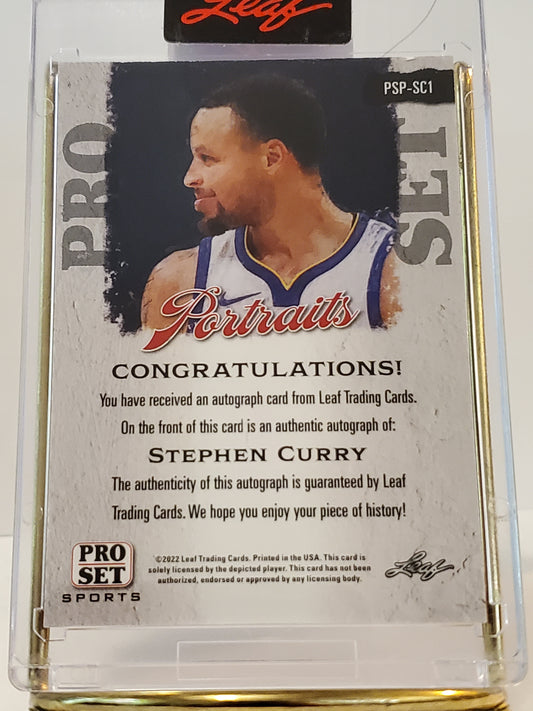 Leaf
PSP-SC1
PRO
SET
Portraits
CONGRATULATIONS!
You have received an autograph card from Leaf Trading Cards.
On the front of this card is an authentic autograph of:
STEPHEN CURRY
The authenticity of this autograph is guaranteed by Leaf
Trading Cards. We hope you enjoy your piece of history!
PRO
SET
SPORTS
©2022 Leaf Trading Cards. Printed in the USA. This card is
solely licensed by the depicted player. This card has not been
authorized, endorsed or approved by any licensing body.
Leaf